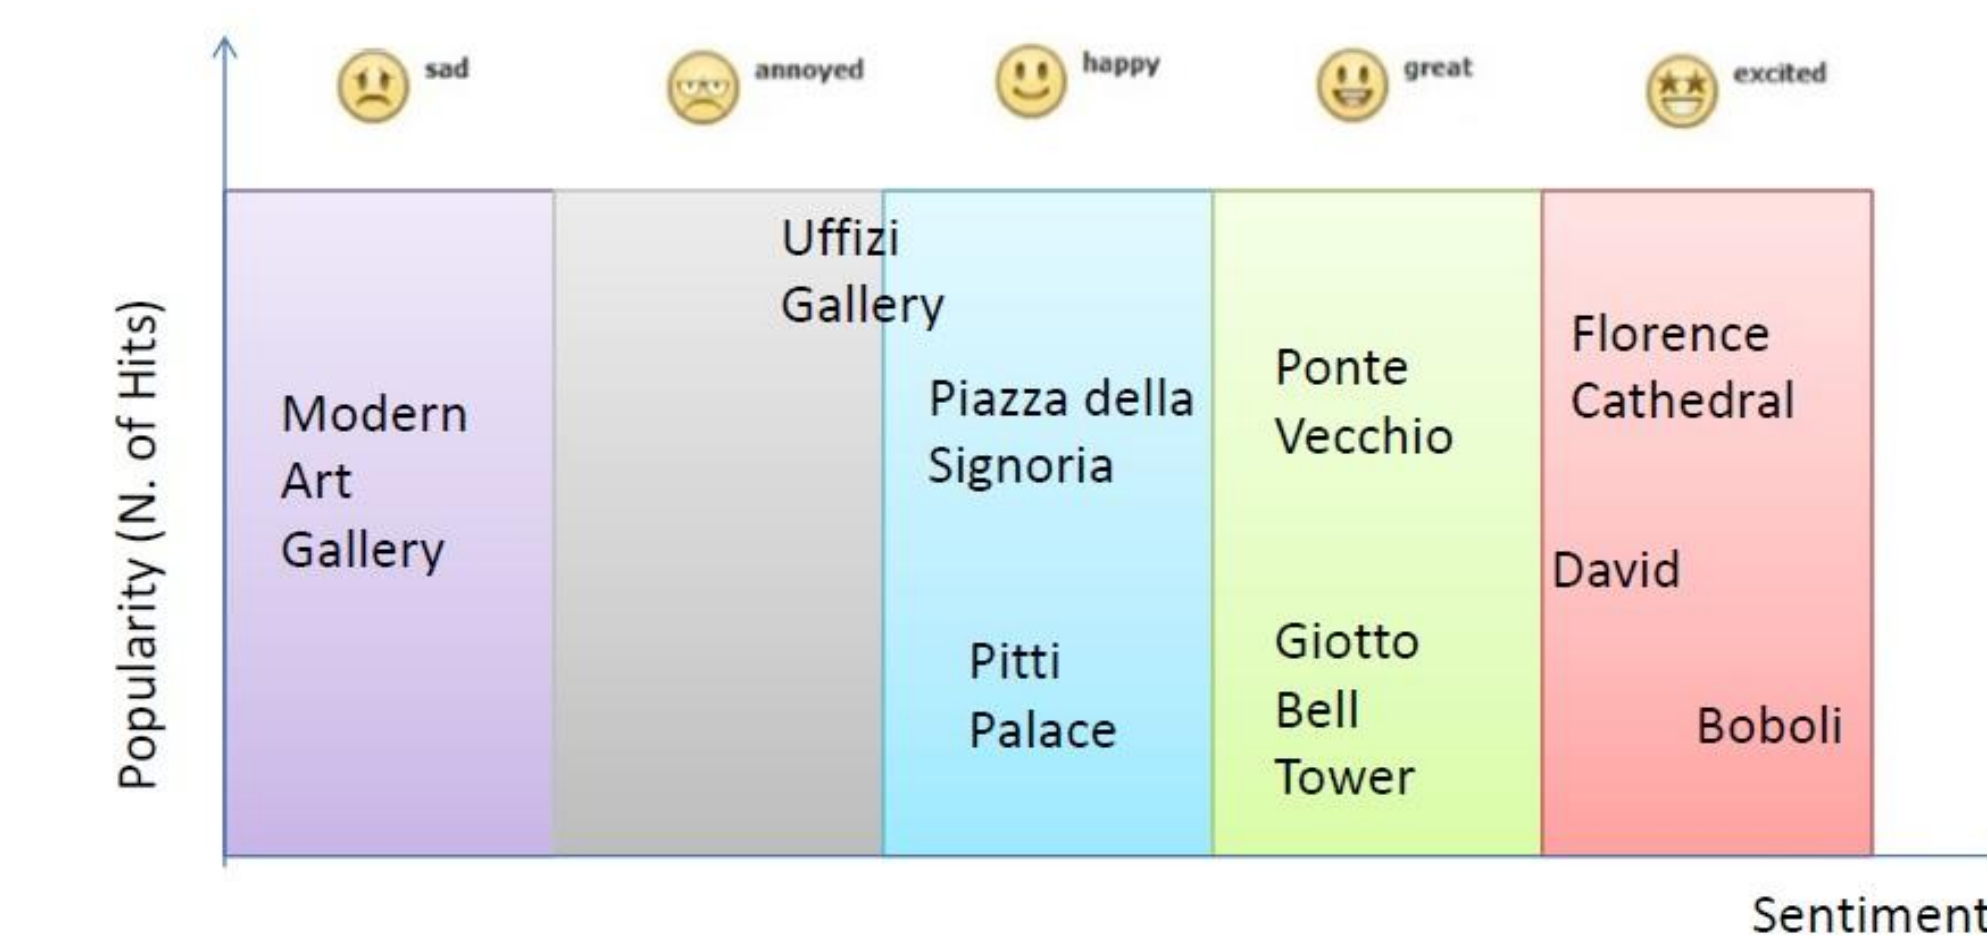 sad
annoyed
happy
great
excited
Popularity (N. of Hits)
Modern
Art
Gallery
Uffizi
Gallery
Piazza della
Signoria
Pitti
Palace
Ponte
Vecchio
Giotto
Bell
Tower
Florence
Cathedral
David
Boboli
Sentiment